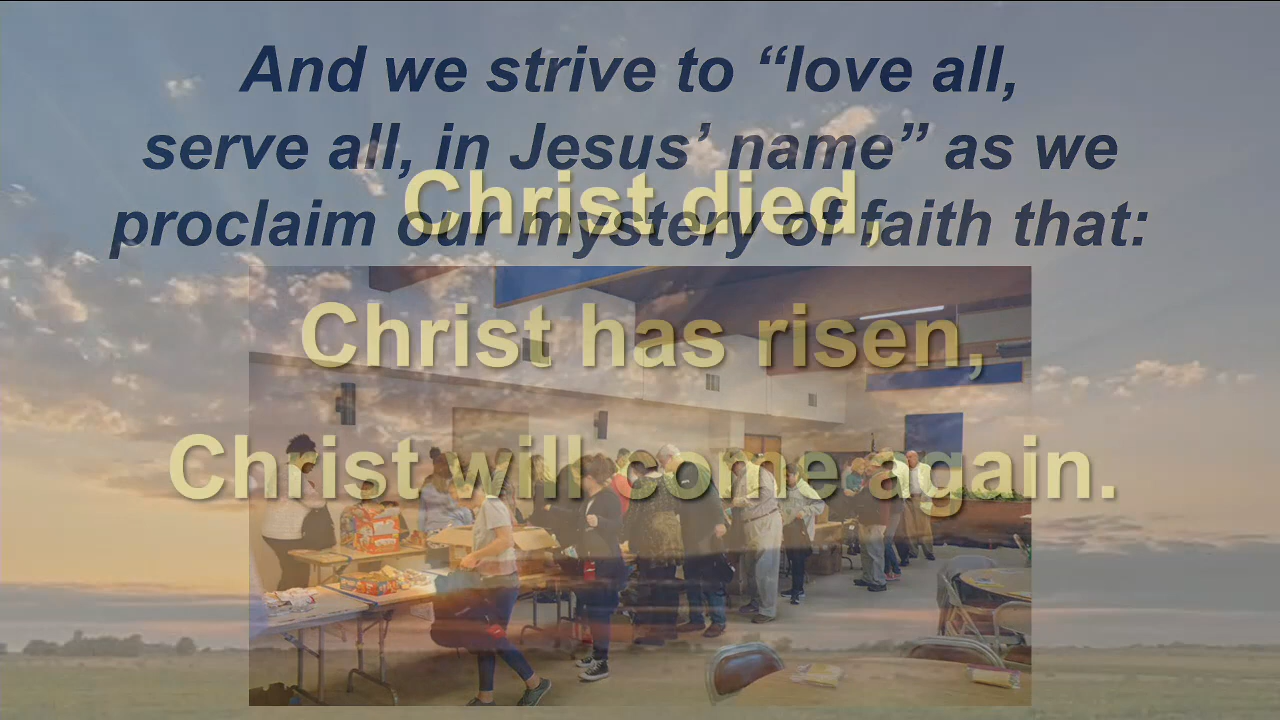 And we strive to “love all,
serve all, in Jesus’ name” as we
proclaim our mystery of faith that:
Christ died,
Christ has risen,
Christ will come again.